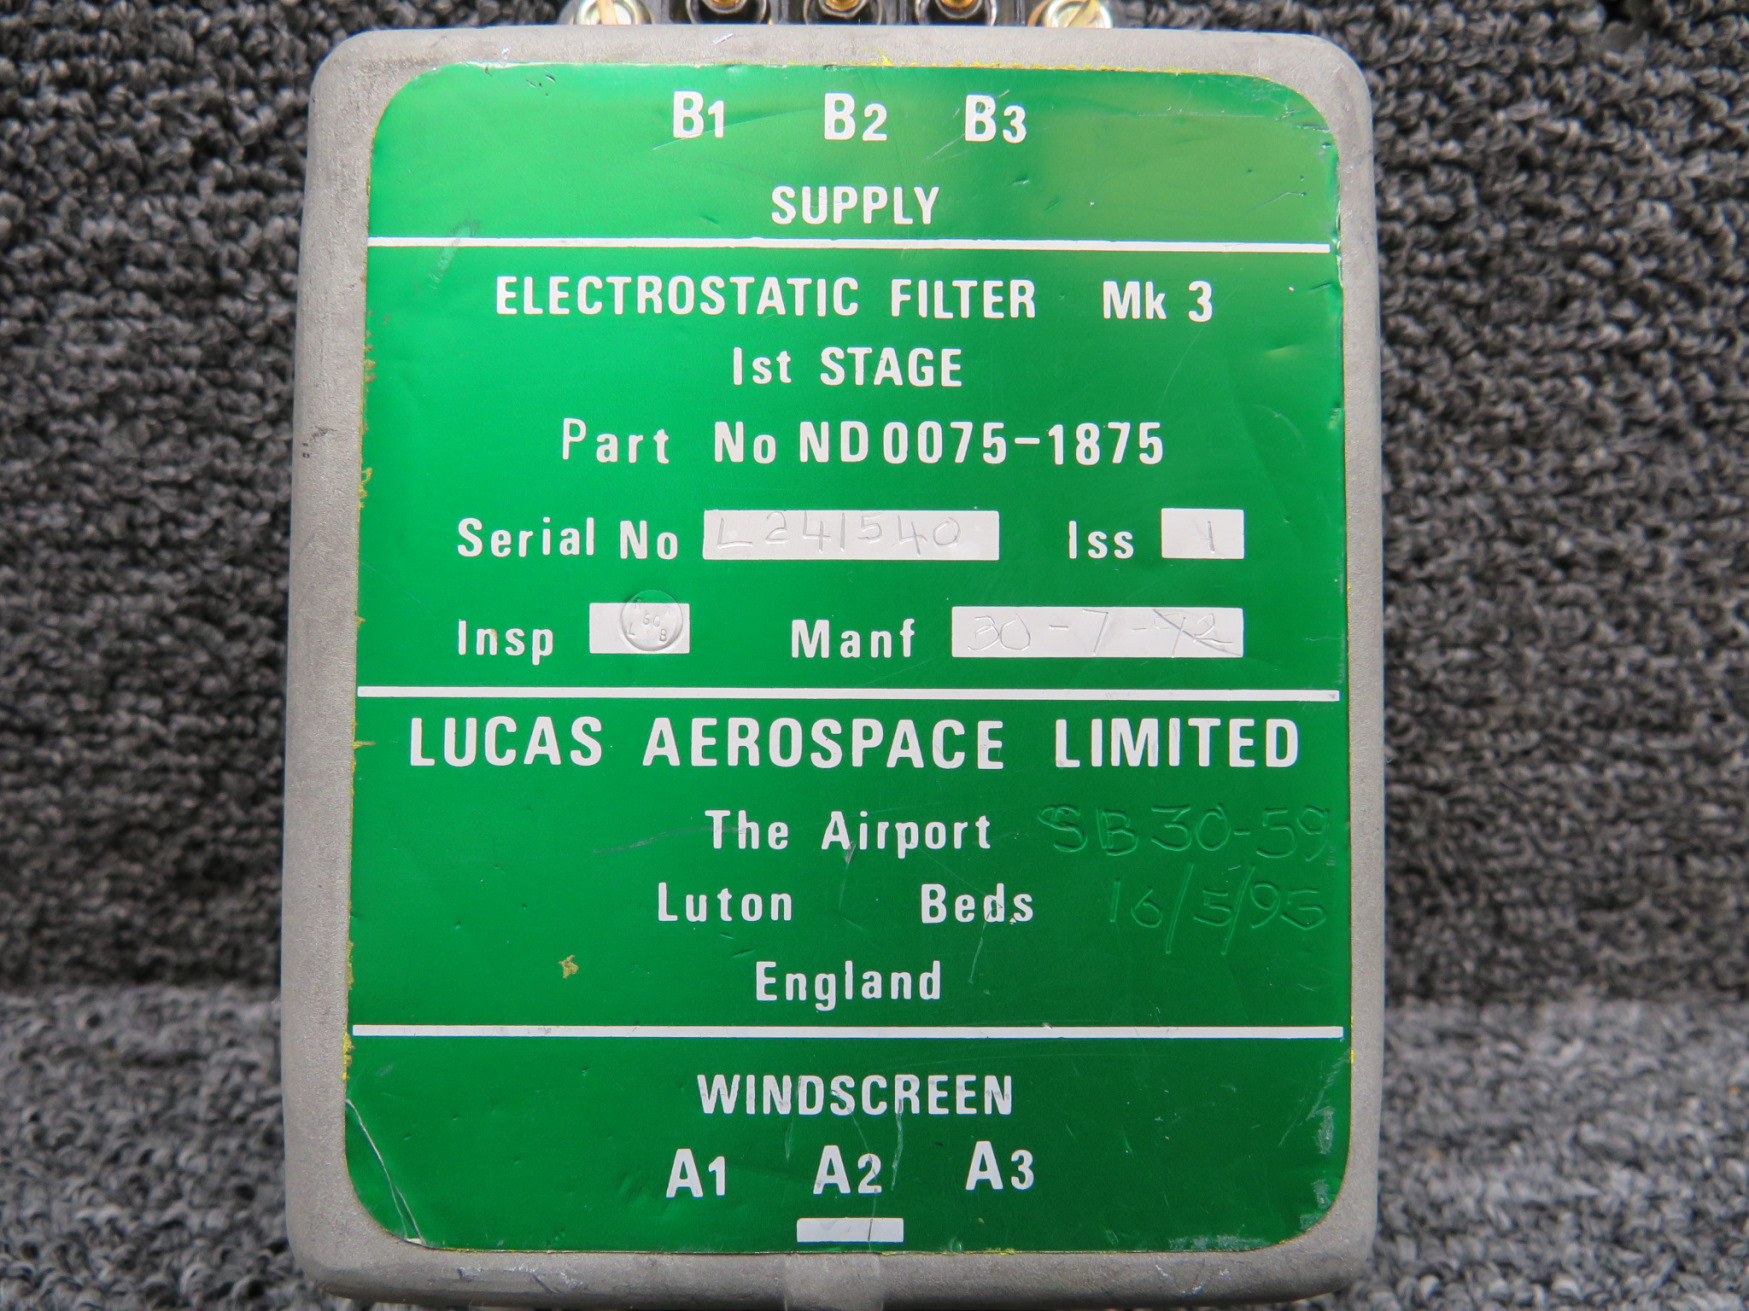 B1 B2 B3
SUPPLY
ELECTROSTATIC FILTER Mk 3
1st STAGE
Part No ND0075-1875
Serial No L241540 Iss 1
Insp Manf 30-7-72
LUCAS AEROSPACE LIMITED
The Airport SB30-59
Luton Beds 16/5/95
England
WINDSCREEN
A1 A2 A3